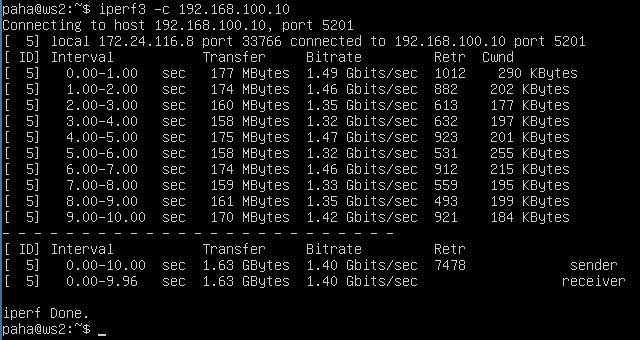 paha@ws2:~$ iperf3 -c 192.168.100.10
Connecting to host 192.168.100.10, port 5201
[  5] local 172.24.116.8 port 33766 connected to 192.168.100.10 port 5201
[ ID] Interval           Transfer     Bitrate         Retr  Cwnd
[  5]   0.00-1.00   sec   177 MBytes  1.49 Gbits/sec  1012    290 KBytes
[  5]   1.00-2.00   sec   174 MBytes  1.46 Gbits/sec  882    202 KBytes
[  5]   2.00-3.00   sec   160 MBytes  1.35 Gbits/sec  613    177 KBytes
[  5]   3.00-4.00   sec   158 MBytes  1.32 Gbits/sec  632    197 KBytes
[  5]   4.00-5.00   sec   175 MBytes  1.47 Gbits/sec  923    201 KBytes
[  5]   5.00-6.00   sec   158 MBytes  1.32 Gbits/sec  531    255 KBytes
[  5]   6.00-7.00   sec   174 MBytes  1.46 Gbits/sec  912    215 KBytes
[  5]   7.00-8.00   sec   159 MBytes  1.33 Gbits/sec  559    195 KBytes
[  5]   8.00-9.00   sec   161 MBytes  1.35 Gbits/sec  493    199 KBytes
[  5]   9.00-10.00  sec   170 MBytes  1.42 Gbits/sec  921    184 KBytes
- - - - - - - - - - - - - - - - - - - - - - - - -
[ ID] Interval           Transfer     Bitrate         Retr
[  5]   0.00-10.00  sec  1.63 GBytes  1.40 Gbits/sec  7478             sender
[  5]   0.00-9.96   sec  1.63 GBytes  1.40 Gbits/sec                  receiver
iperf Done.
paha@ws2:~$ _